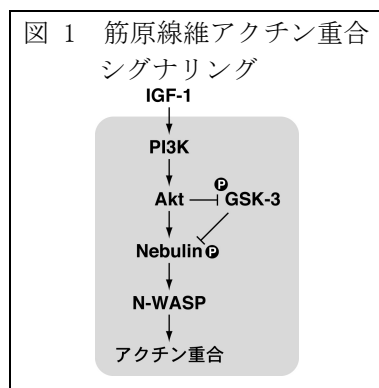 図 1 筋原線維アクチン重合
シグナリング
IGF-1
PI3K
P
Akt GSK-3
Nebulin P
N-WASP
アクチン重合